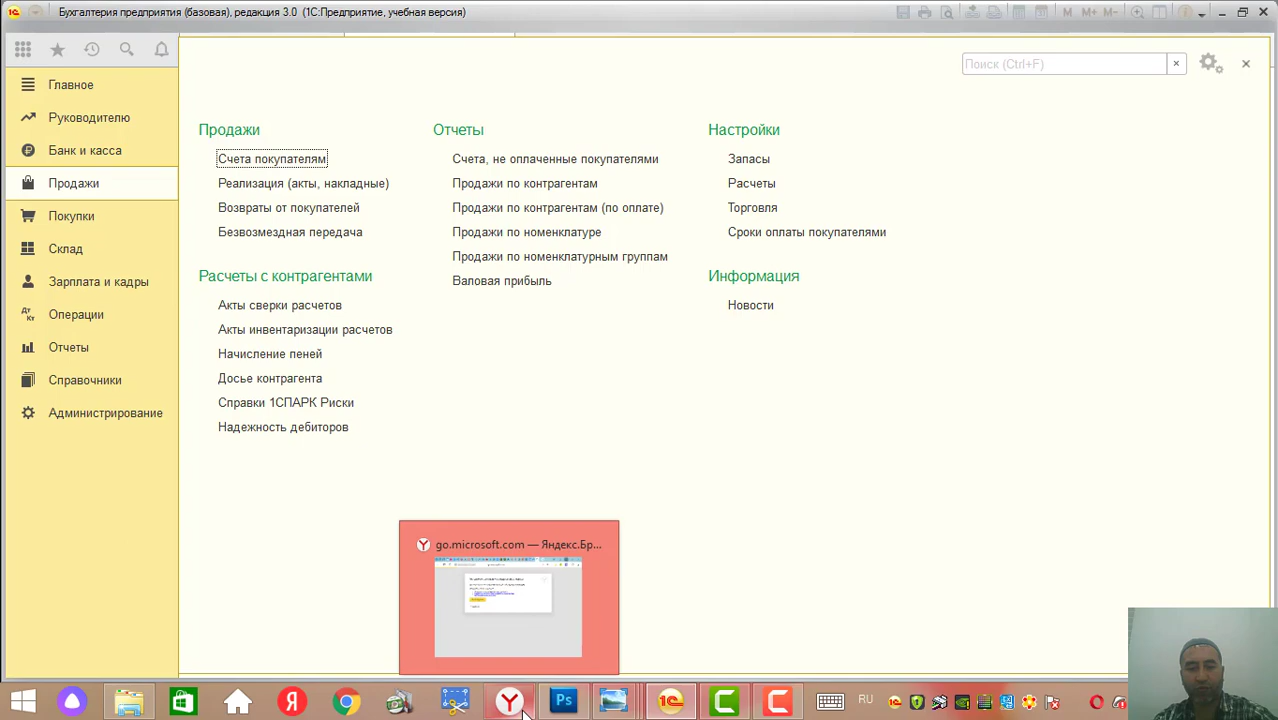 Бухгалтерия предприятия (базовая), редакция 3.0 (1С:Предприятие, учебная версия)
M M+ M-
Поиск (Ctrl+F)
Главное
Руководителю
Банк и касса
Продажи
Покупки
Склад
Зарплата и кадры
Дт Кт Операции
Отчеты
Справочники
Администрирование
Продажи
Счета покупателям
Реализация (акты, накладные)
Возвраты от покупателей
Безвозмездная передача
Расчеты с контрагентами
Акты сверки расчетов
Акты инвентаризации расчетов
Начисление пеней
Досье контрагента
Справки 1СПАРК Риски
Надежность дебиторов
Отчеты
Счета, не оплаченные покупателями
Продажи по контрагентам
Продажи по контрагентам (по оплате)
Продажи по номенклатуре
Продажи по номенклатурным группам
Валовая прибыль
Настройки
Запасы
Расчеты
Торговля
Сроки оплаты покупателями
Информация
Новости
go.microsoft.com — Яндекс.Бр...
Я
Y
Ps
1С
C
C
RU